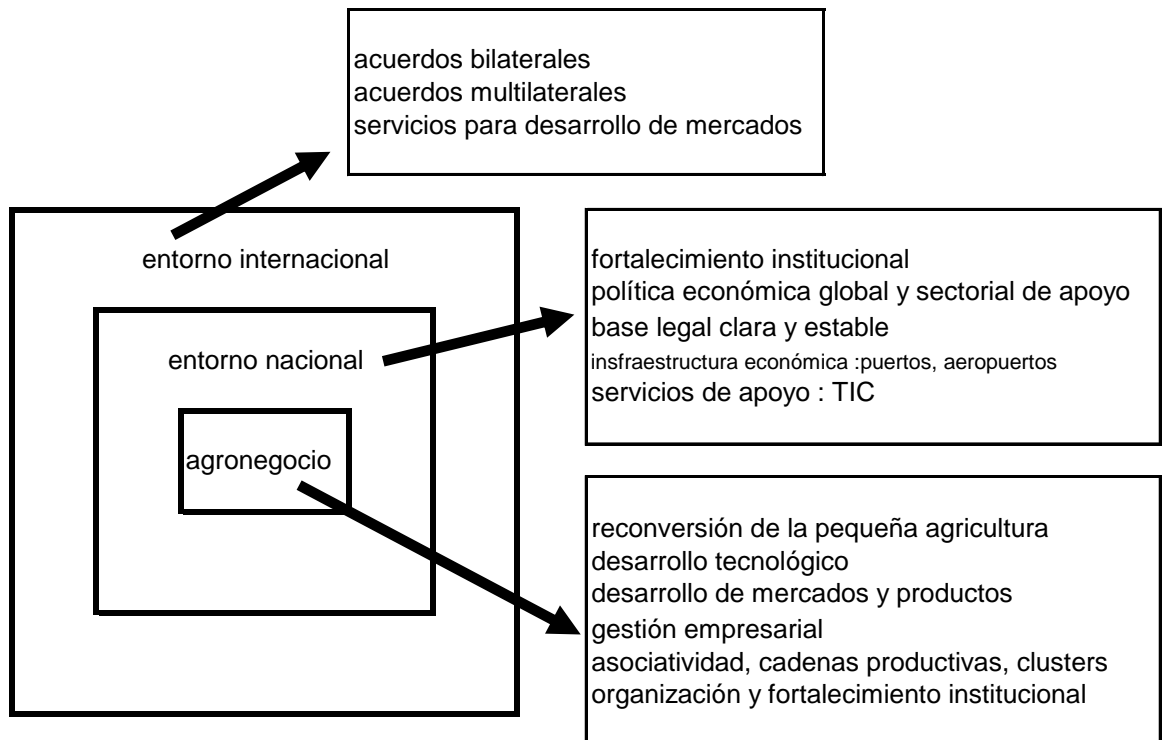 acuerdos bilaterales
acuerdos multilaterales
servicios para desarrollo de mercados
entorno internacional
entorno nacional
agronegocio
fortalecimiento institucional
política económica global y sectorial de apoyo
base legal clara y estable
insfraestructura económica :puertos, aeropuertos
servicios de apoyo : TIC
reconversión de la pequeña agricultura
desarrollo tecnológico
desarrollo de mercados y productos
gestión empresarial
asociatividad, cadenas productivas, clusters
organización y fortalecimiento institucional